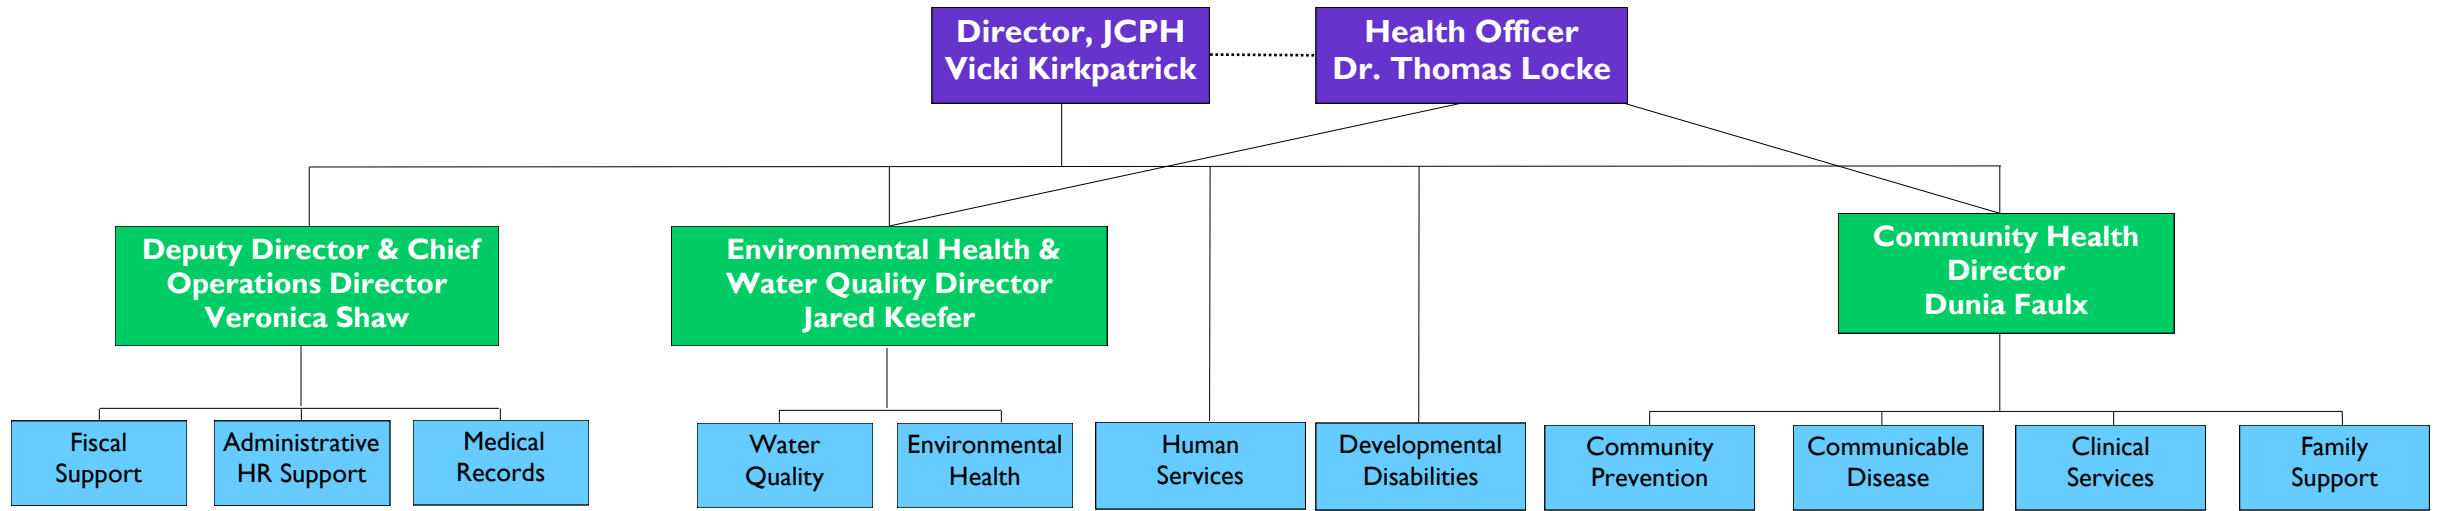 Director, JCPH
Vicki Kirkpatrick
Health Officer
Dr. Thomas Locke
Deputy Director & Chief
Operations Director
Veronica Shaw
Environmental Health &
Water Quality Director
Jared Keefer
Community Health
Director
Dunia Faulx
Fiscal
Support
Administrative
HR Support
Medical
Records
Water
Quality
Environmental
Health
Human
Services
Developmental
Disabilities
Community
Prevention
Communicable
Disease
Clinical
Services
Family
Support